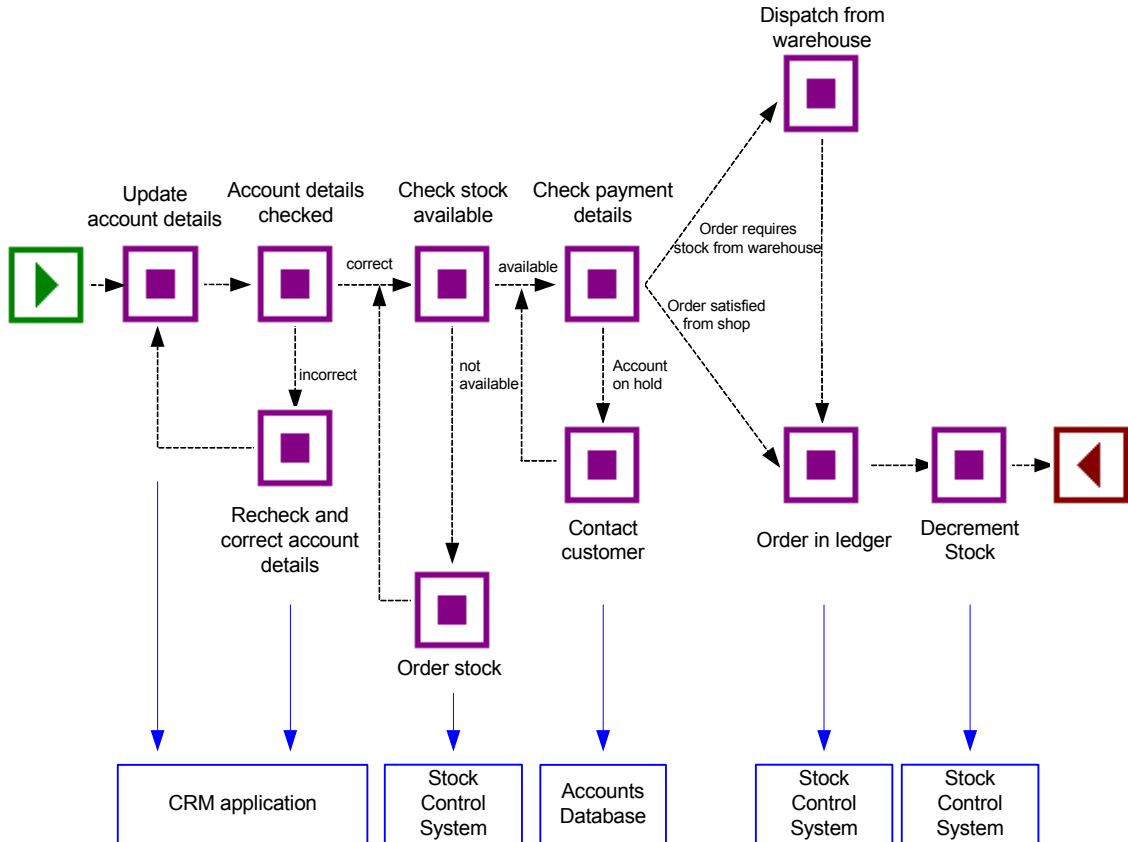 Dispatch from
warehouse
Update
account details
Account details
checked
Check stock
available
Check payment
details
correct
available
Order requires
stock from warehouse
Order satisfied
from shop
incorrect
not
available
Account
on hold
Recheck and
correct account
details
Contact
customer
Order in ledger
Decrement
Stock
Order stock
CRM application
Stock
Control
System
Accounts
Database
Stock
Control
System
Stock
Control
System